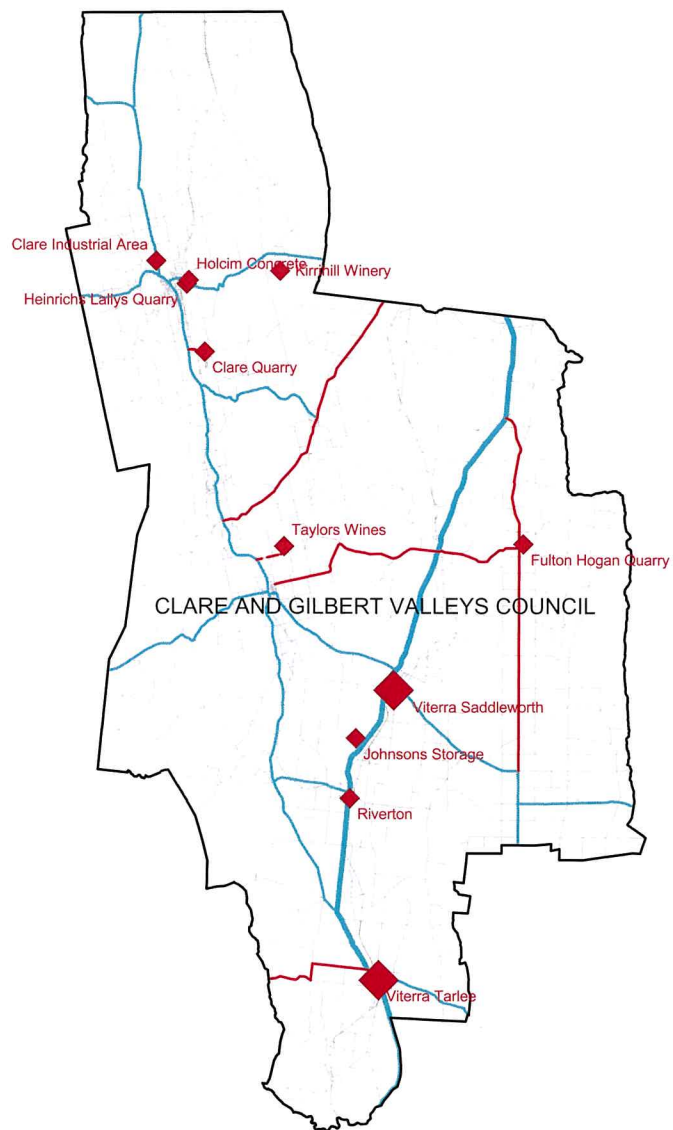 Clare Industrial Area
Holcim Concrete
Kirrihill Winery
Heinrichs Lallys Quarry
Clare Quarry
Taylors Wines
Fulton Hogan Quarry
CLARE AND GILBERT VALLEYS COUNCIL
Viterra Saddleworth
Johnsons Storage
Riverton
Viterra Tarlee